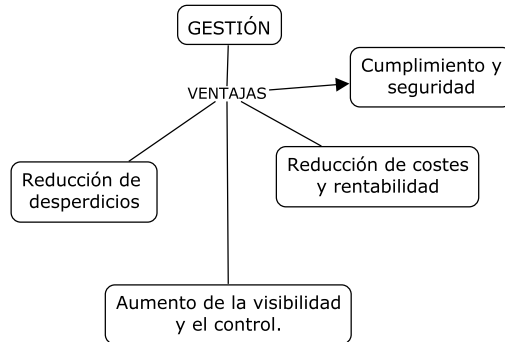 GESTIÓN
VENTAJAS
Cumplimiento y
seguridad
Reducción de
desperdicios
Reducción de costes
y rentabilidad
Aumento de la visibilidad
y el control.